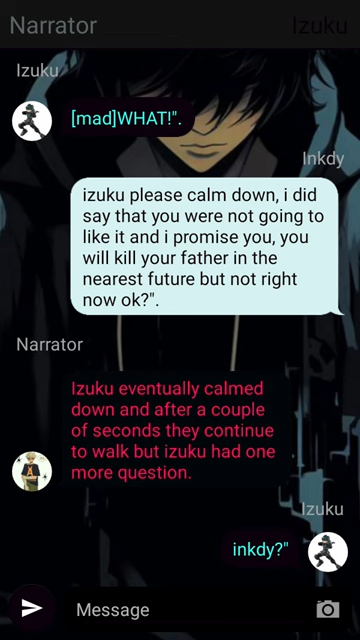 Narrator
Izuku
Izuku
[mad]WHAT!".
Inkdy
izuku please calm down, i did
say that you were not going to
like it and i promise you, you
will kill your father in the
nearest future but not right
now ok?".
Narrator
Izuku eventually calmed
down and after a couple
of seconds they continue
to walk but izuku had one
more question.
Izuku
inkdy?"
Message